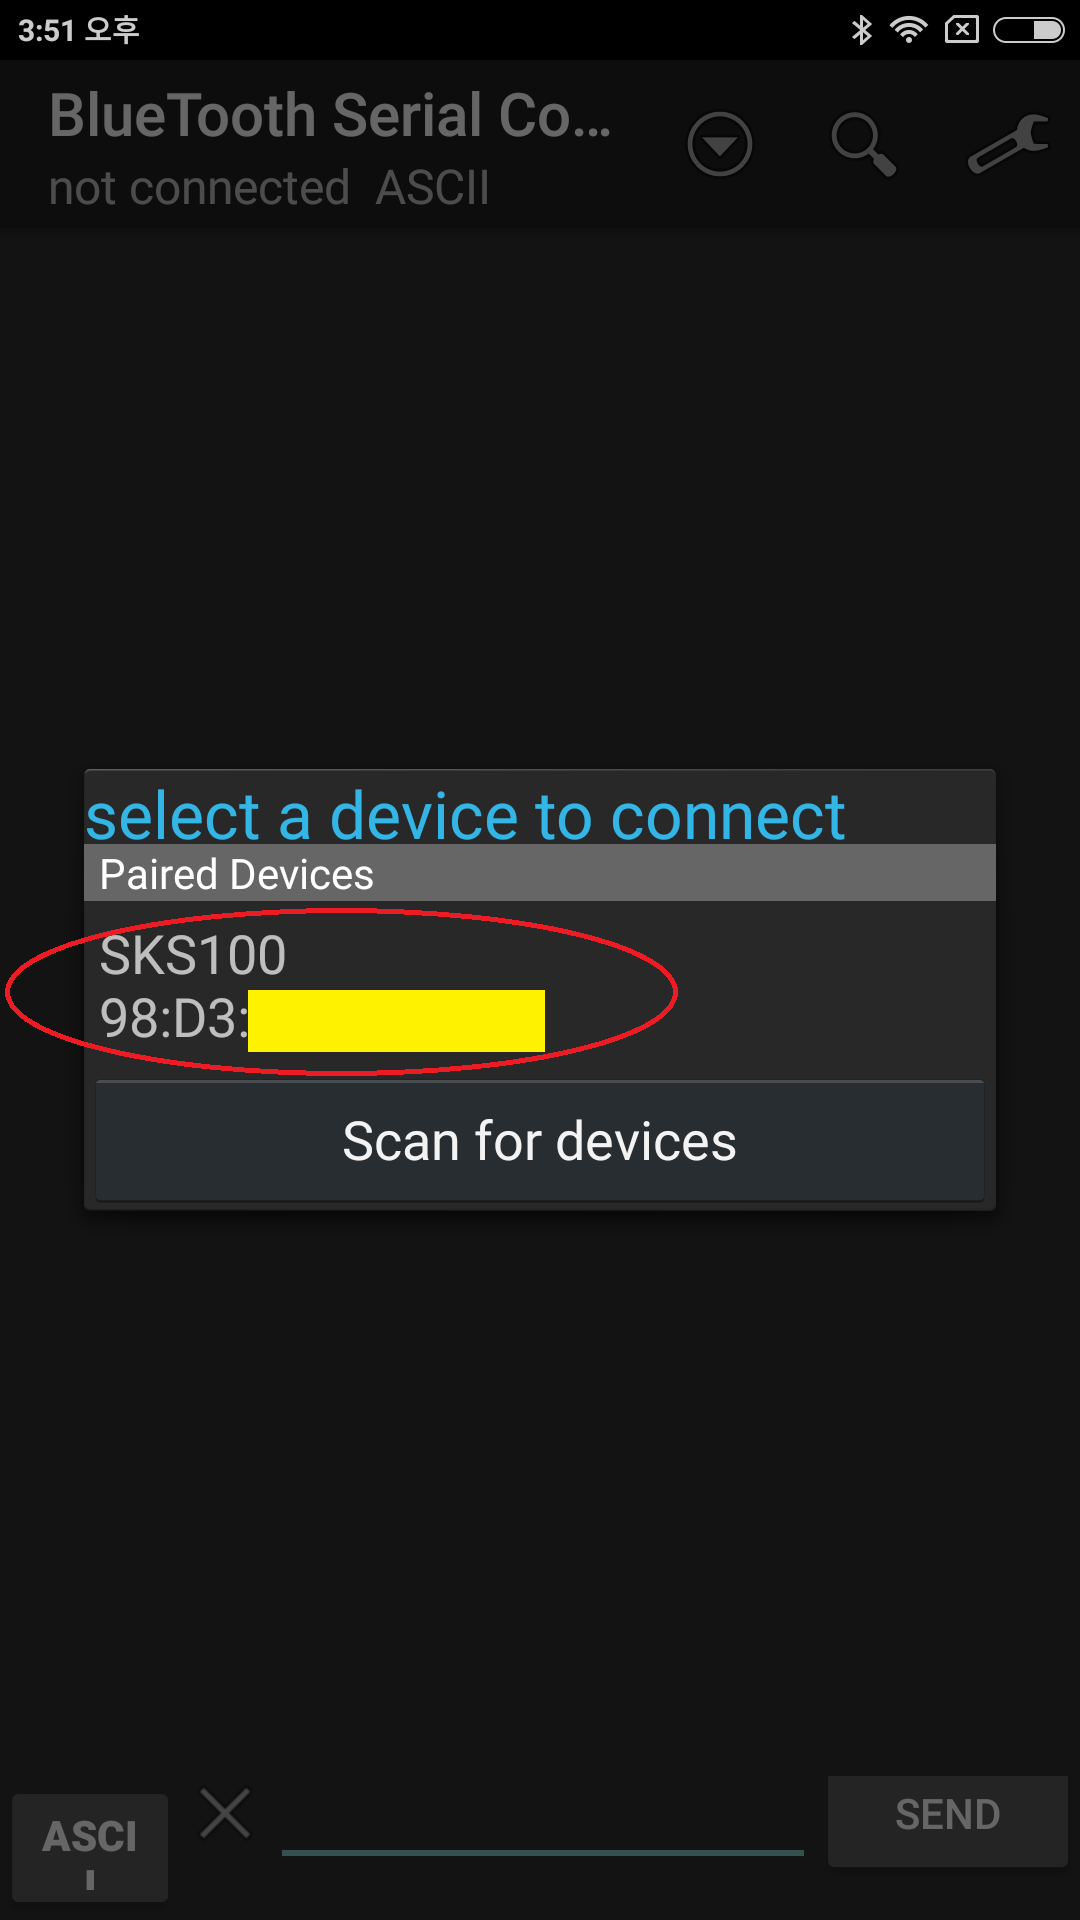 3:51 오후
BlueTooth Serial Co...
not connected ASCII
select a device to connect
Paired Devices
SKS100
98:D3:
Scan for devices
ASCI
I
SEND